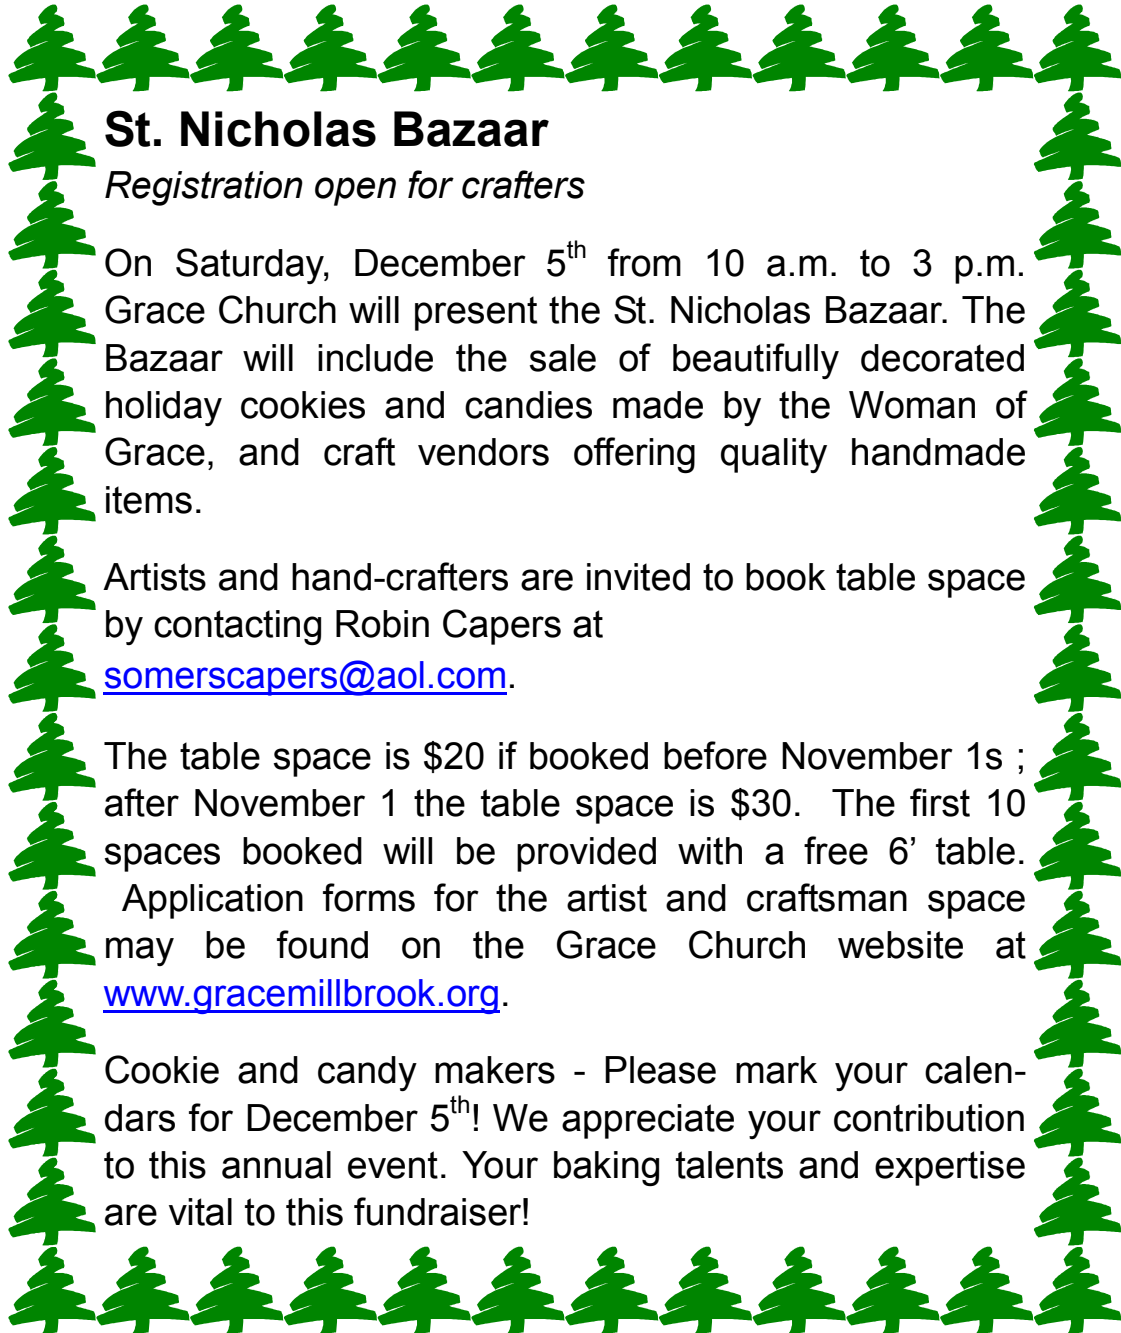 St. Nicholas Bazaar
Registration open for crafters
On Saturday, December 5th from 10 a.m. to 3 p.m.
Grace Church will present the St. Nicholas Bazaar. The
Bazaar will include the sale of beautifully decorated
holiday cookies and candies made by the Woman of
Grace, and craft vendors offering quality handmade
items.
Artists and hand-crafters are invited to book table space
by contacting Robin Capers at
somerscapers@aol.com.
The table space is $20 if booked before November 1s ;
after November 1 the table space is $30.  The first 10
spaces booked will be provided with a free 6’ table.
Application forms for the artist and craftsman space
may be found on the Grace Church website at
www.gracemillbrook.org.
Cookie and candy makers - Please mark your calen-
dars for December 5th! We appreciate your contribution
to this annual event. Your baking talents and expertise
are vital to this fundraiser!